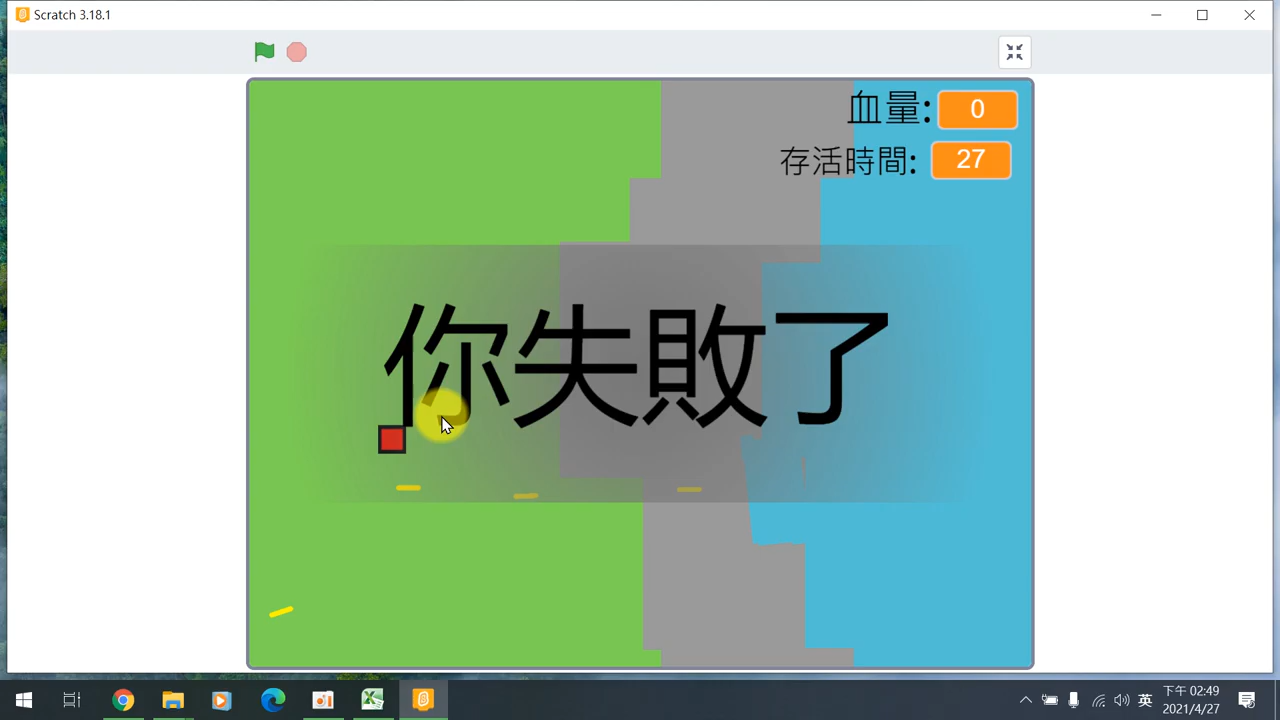 Scratch 3.18.1
血量: 0
存活時間: 27
你失敗了
英
下午 02:49
2021/4/27